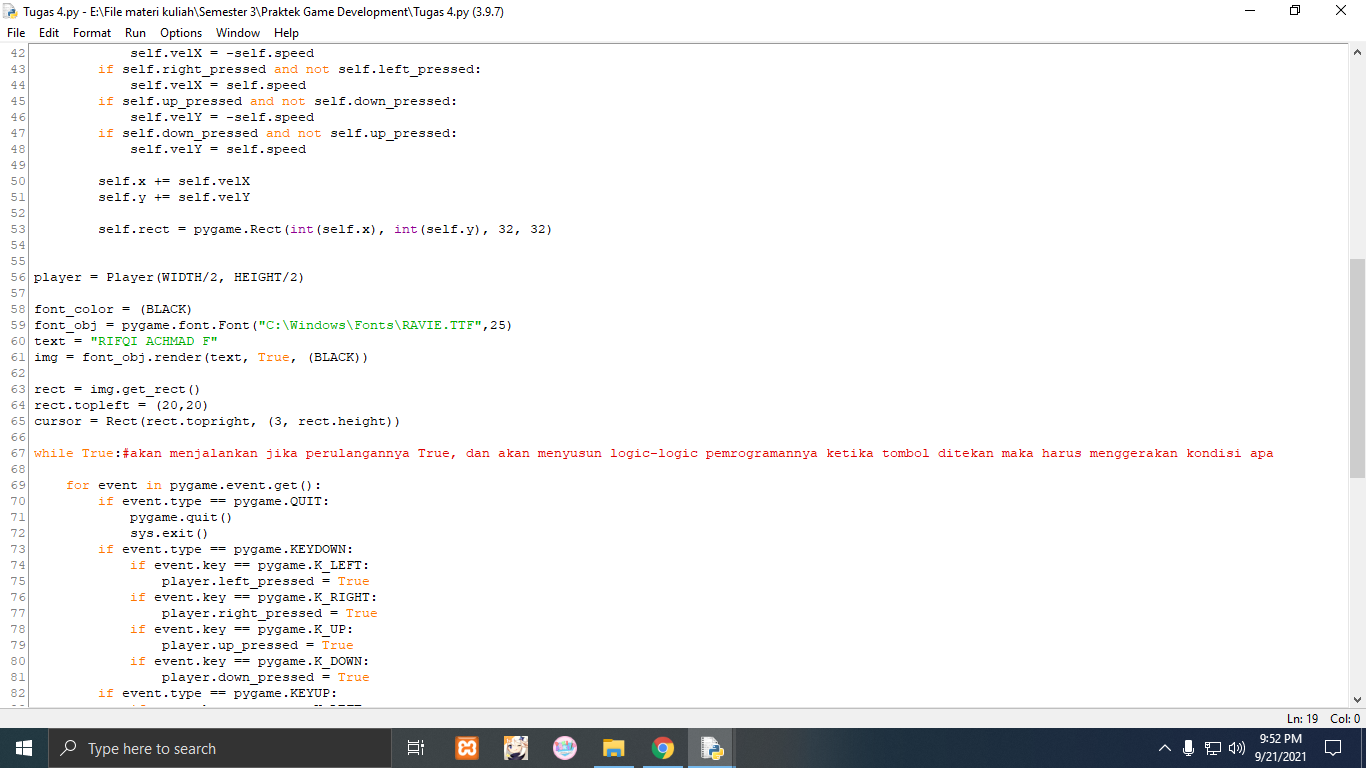 Tugas 4.py - E:\File materi kuliah\Semester 3\Praktek Game Development\Tugas 4.py (3.9.7)
File Edit Format Run Options Window Help
42 self.velX = -self.speed
43 if self.right_pressed and not self.left_pressed:
44 self.velX = self.speed
45 if self.up_pressed and not self.down_pressed:
46 self.velY = -self.speed
47 if self.down_pressed and not self.up_pressed:
48 self.velY = self.speed
49
50 self.x += self.velX
51 self.y += self.velY
52
53 self.rect = pygame.Rect(int(self.x), int(self.y), 32, 32)
54
55
56 player = Player(WIDTH/2, HEIGHT/2)
57
58 font_color = (BLACK)
59 font_obj = pygame.font.Font("C:\Windows\Fonts\RAVIE.TTF",25)
60 text = "RIFQI ACHMAD F"
61 img = font_obj.render(text, True, (BLACK))
62
63 rect = img.get_rect()
64 rect.topleft = (20,20)
65 cursor = Rect(rect.topright, (3, rect.height))
66
67 while True:#akan menjalankan jika perulangannya True, dan akan menyusun logic-logic pemrogramannya ketika tombol ditekan maka harus menggerakan kondisi apa
68
69 for event in pygame.event.get():
70 if event.type == pygame.QUIT:
71 pygame.quit()
72 sys.exit()
73 if event.type == pygame.KEYDOWN:
74 if event.key == pygame.K_LEFT:
75 player.left_pressed = True
76 if event.key == pygame.K_RIGHT:
77 player.right_pressed = True
78 if event.key == pygame.K_UP:
79 player.up_pressed = True
80 if event.key == pygame.K_DOWN:
81 player.down_pressed = True
82 if event.type == pygame.KEYUP:
Ln: 19 Col: 0
Type here to search
9:52 PM
9/21/2021